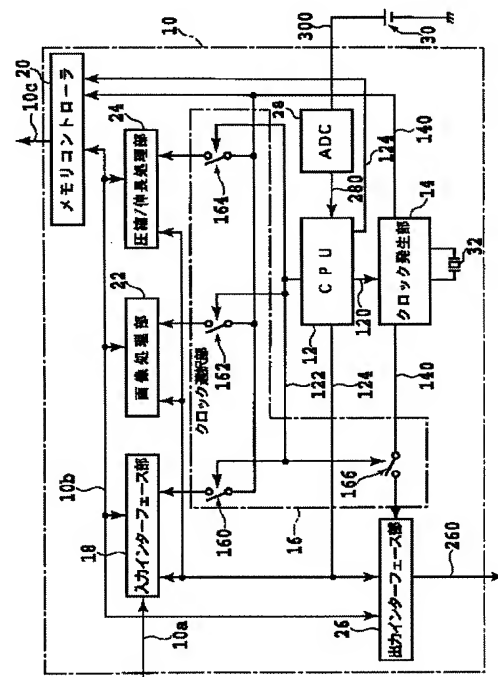 10
20
10c
メモリコントローラ
24
圧縮/伸長処理部
164
22
画像処理部
162
クロック選択部
10b
18
入力インターフェース部
160
10a
300
30
28
ADC
280
124
140
14
CPU
12
120
クロック発生部
32
122
124
140
166
16
26
出力インターフェース部
260